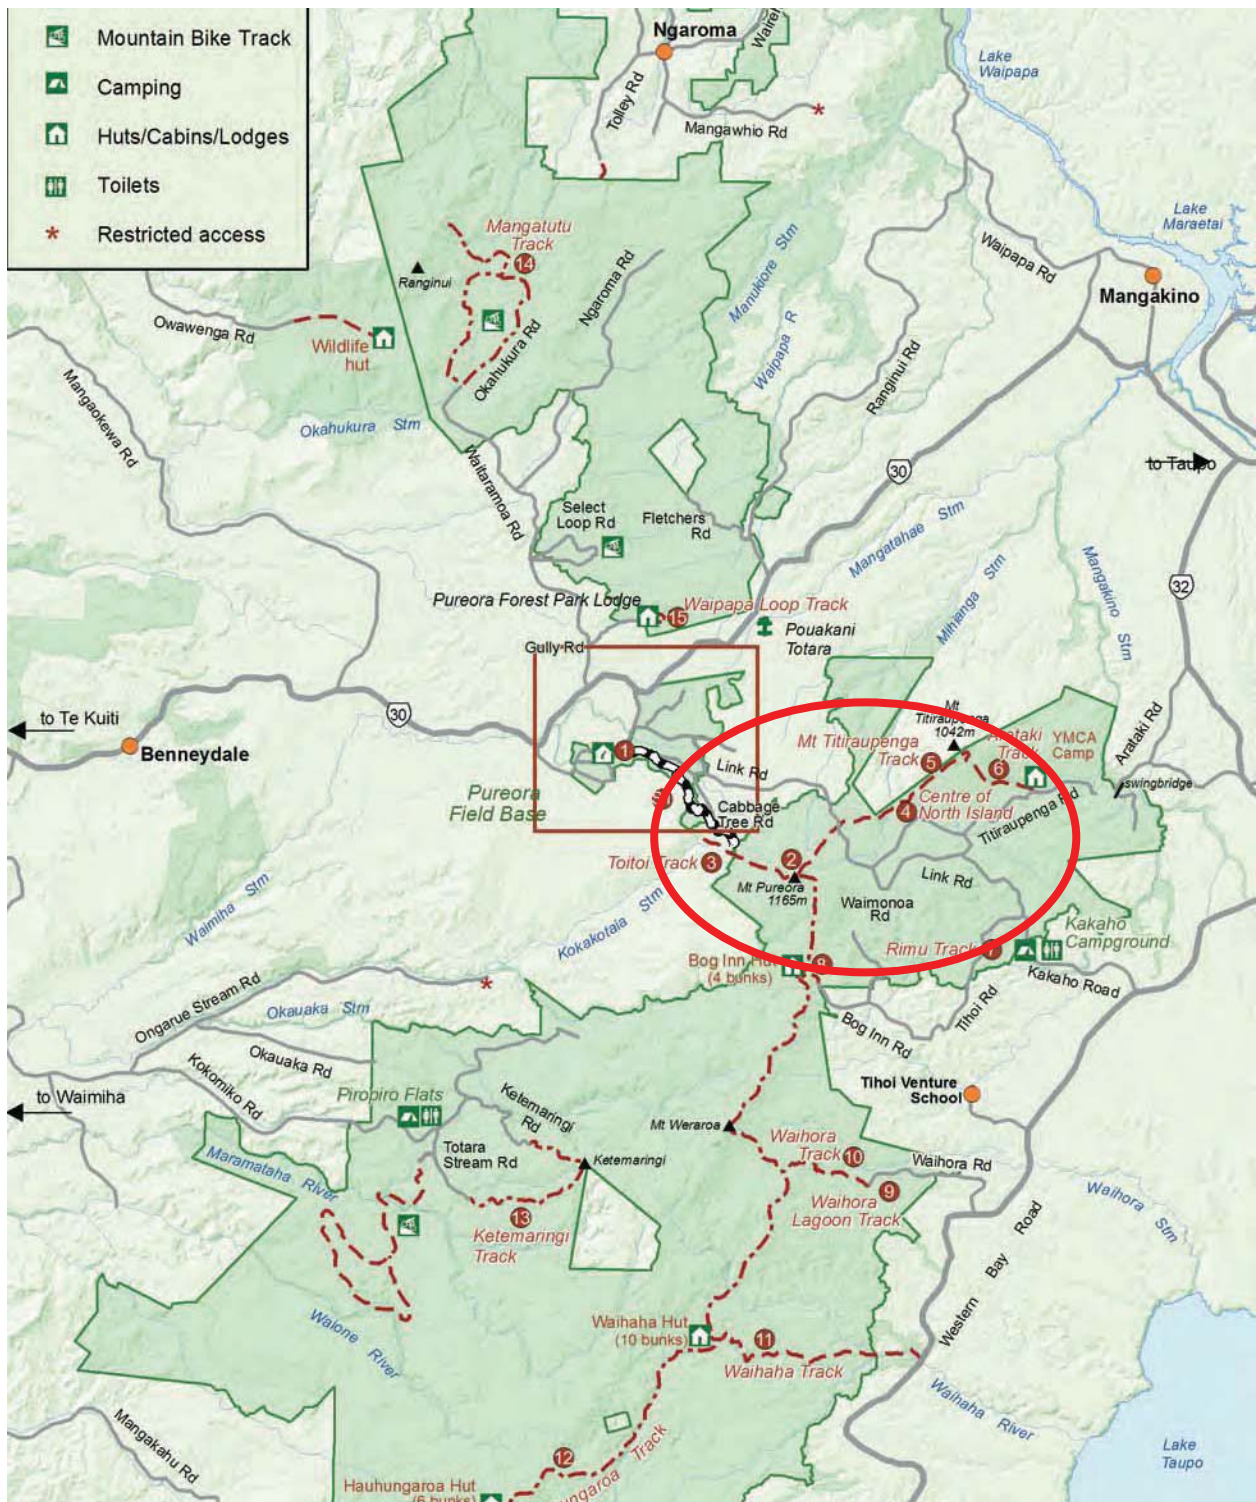 Mountain Bike Track
Camping
Huts/Cabins/Lodges
Toilets
* Restricted access
Ngaroma
Tolley Rd
Mangawhio Rd
*
Lake
Waipapa
Lake
Maraetai
Waipapa Rd
Mangakino
Mangatutu
Track
14
Ranginui
Ngaroma Rd
Manukiore Stm
Waipapa R
Owawenga Rd
Wildlife
hut
Okahukura Rd
Ranginui Rd
Mangaokewa Rd
Okahukura Stm
Waitaramoa Rd
30
to Taupo
Select
Loop Rd
Fletchers
Rd
Mangatahae Stm
Mihianga Stm
Mangakino Stm
32
Pureora Forest Park Lodge
15
Waipapa Loop Track
Pouakani
Totara
Gully Rd
to Te Kuiti
30
Benneydale
1
Pureora
Field Base
Link Rd
Cabbage
Tree Rd
Mt Titiraupenga
Track
5
Mt
Titiraupenga
1042m
Arataki
Track
6
YMCA
Camp
Arataki Rd
swingbridge
4
Centre of
North Island
Titiraupenga Rd
Toitoi Track
3
2
Mt Pureora
1165m
Link Rd
Waimonoa
Rd
Waimiha Stm
Kokakotaia Stm
Rimu Track
7
Kakaho
Campground
Bog Inn Hut
(4 bunks)
8
Kakaho Road
Tihoi Rd
Bog Inn Rd
Ongarue Stream Rd
*
Okauaka Stm
Okauaka Rd
Kokomiko Rd
to Waimiha
Piropiro Flats
Ketemaringi
Rd
Tihoi Venture
School
Mt Weraroa
Totara
Stream Rd
Ketemaringi
Waihora
Track
10
Waihora Rd
Maramataha River
9
Waihora
Lagoon Track
Waihora Stm
13
Ketemaringi
Track
Western Bay Road
Waione River
Waihaha Hut
(10 bunks)
11
Waihaha Track
Waihaha River
Mangakahu Rd
12
Track
Hauhungaroa Hut
(6 bunks)
Lake
Taupo